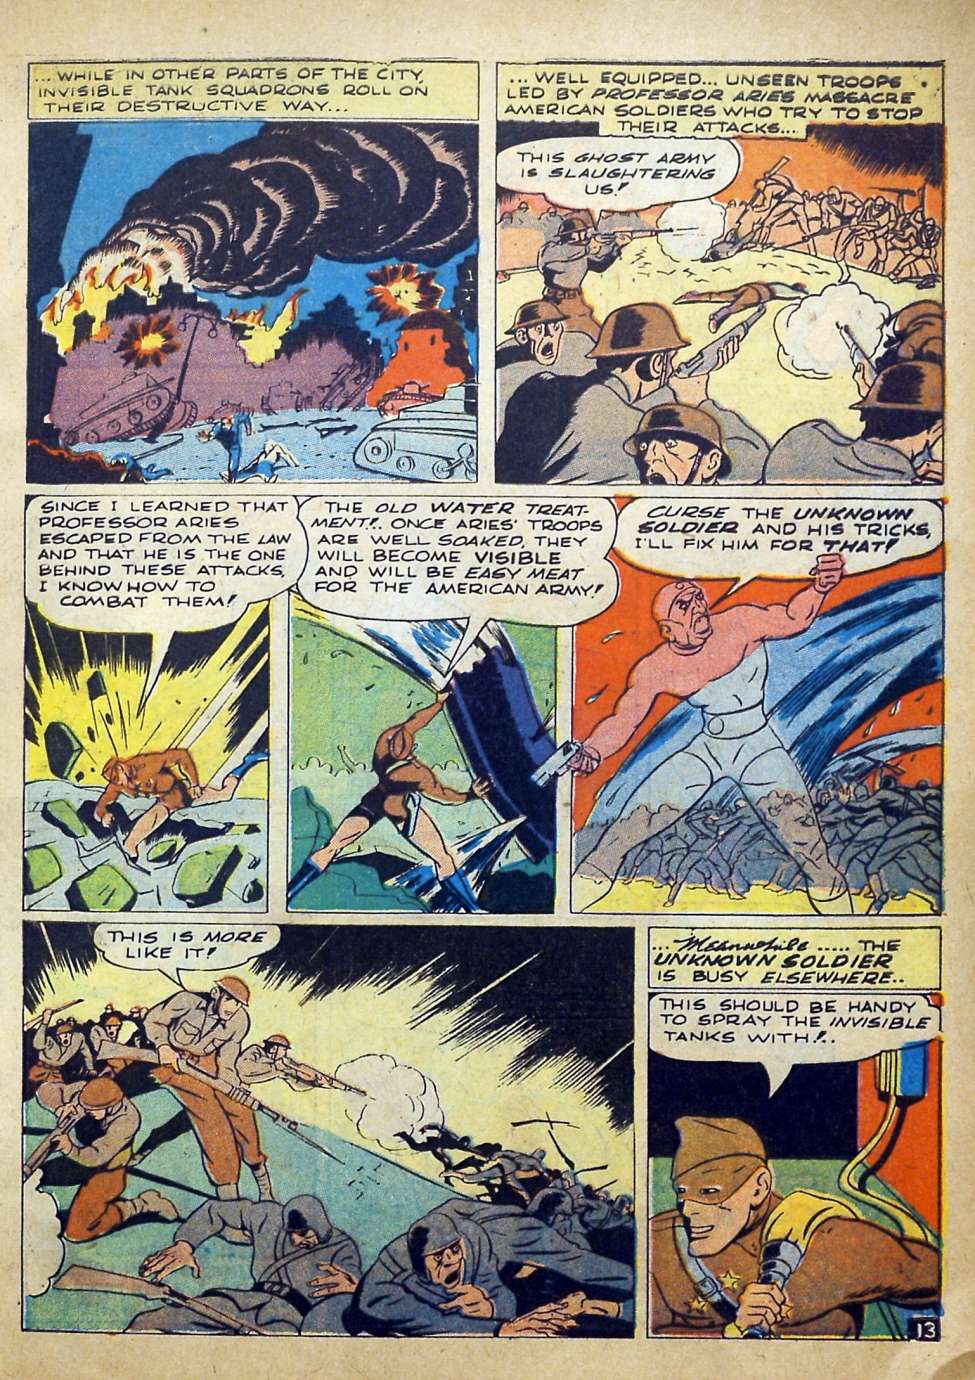 ...WHILE IN OTHER PARTS OF THE CITY,
INVISIBLE TANK SQUADRONS ROLL ON
THEIR DESTRUCTIVE WAY...
...WELL EQUIPPED... UNSEEN TROOPS
LED BY PROFESSOR ARIES MASSACRE
AMERICAN SOLDIERS WHO TRY TO STOP
THEIR ATTACKS...
THIS GHOST ARMY
IS SLAUGHTERING
US!
SINCE I LEARNED THAT
PROFESSOR ARIES
ESCAPED FROM THE LAW
AND THAT HE IS THE ONE
BEHIND THESE ATTACKS,
I KNOW HOW TO
COMBAT THEM!
THE OLD WATER TREAT-
MENT!.. ONCE ARIES' TROOPS
ARE WELL SOAKED, THEY
WILL BECOME VISIBLE
AND WILL BE EASY MEAT
FOR THE AMERICAN ARMY!
CURSE THE UNKNOWN
SOLDIER AND HIS TRICKS,
I'LL FIX HIM FOR THAT!
THIS IS MORE
LIKE IT!
...Meanwhile..... THE
UNKNOWN SOLDIER
IS BUSY ELSEWHERE..
THIS SHOULD BE HANDY
TO SPRAY THE INVISIBLE
TANKS WITH!..
13